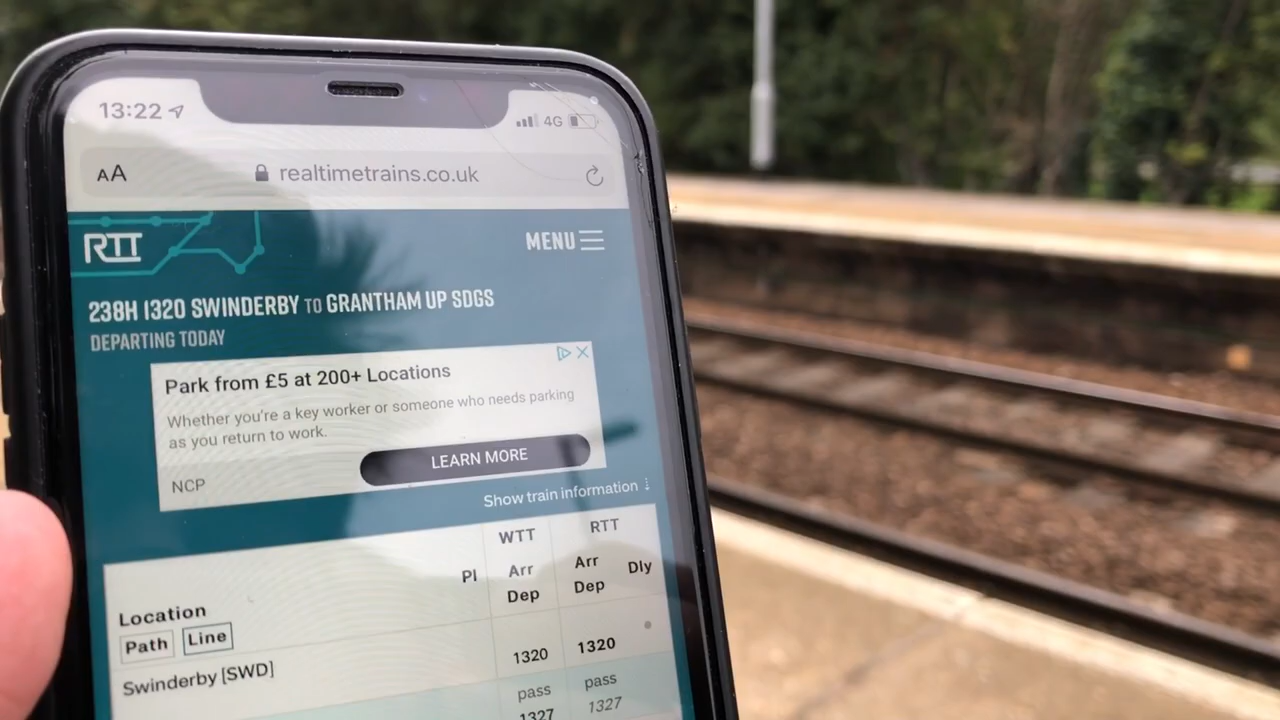 13:22
4G
AA
realtimetrains.co.uk
RTT
MENU
238H 1320 SWINDERBY TO GRANTHAM UP SDGS
DEPARTING TODAY
Park from £5 at 200+ Locations
Whether you're a key worker or someone who needs parking
as you return to work.
LEARN MORE
NCP
Show train information
WTT RTT
Pl Arr Arr Dly
Dep Dep
Location
Path Line
Swinderby [SWD] 1320 1320
pass pass
1327 1327